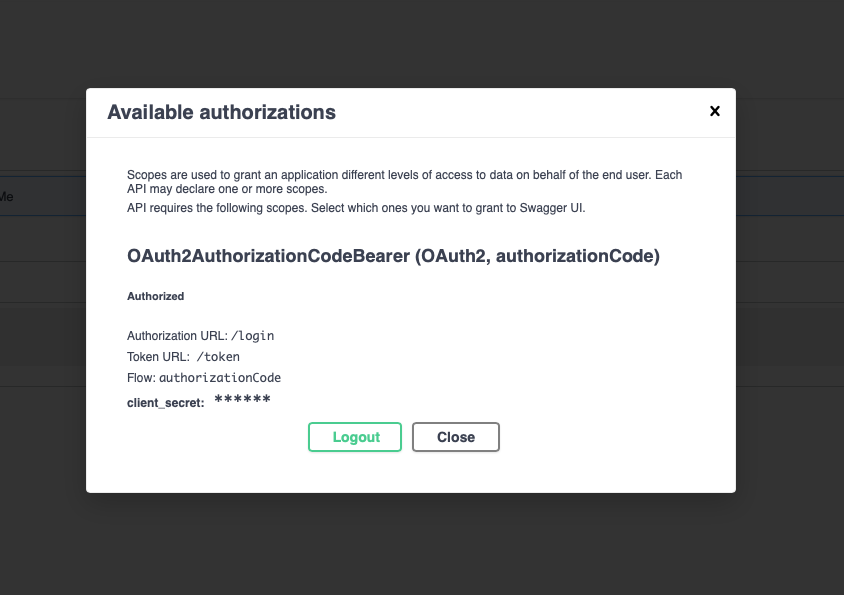 Available authorizations
Scopes are used to grant an application different levels of access to data on behalf of the end user. Each
API may declare one or more scopes.
API requires the following scopes. Select which ones you want to grant to Swagger UI.
Me
OAuth2AuthorizationCodeBearer (OAuth2, authorizationCode)
Authorized
Authorization URL: /login
Token URL: /token
Flow: authorizationCode
client_secret: ******
Logout
Close